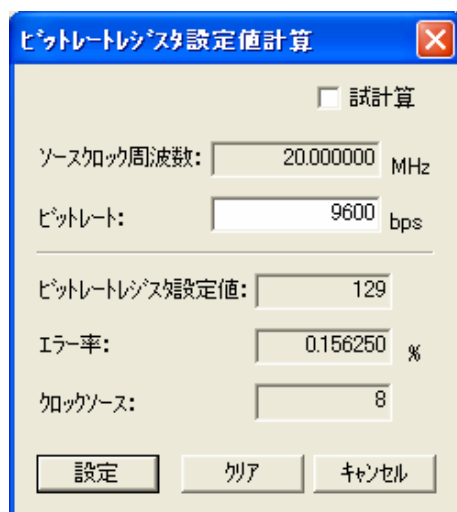 ﾋﾞｯﾄﾚｰﾄﾚｼﾞｽﾀ設定値計算
試計算
ｿｰｽｸﾛｯｸ周波数: 20.000000 MHz
ﾋﾞｯﾄﾚｰﾄ: 9600 bps
ﾋﾞｯﾄﾚｰﾄﾚｼﾞｽﾀ設定値: 129
ｴﾗｰ率: 0.156250 %
ｸﾛｯｸｿｰｽ: 8
設定 ｸﾘｱ ｷｬﾝｾﾙ